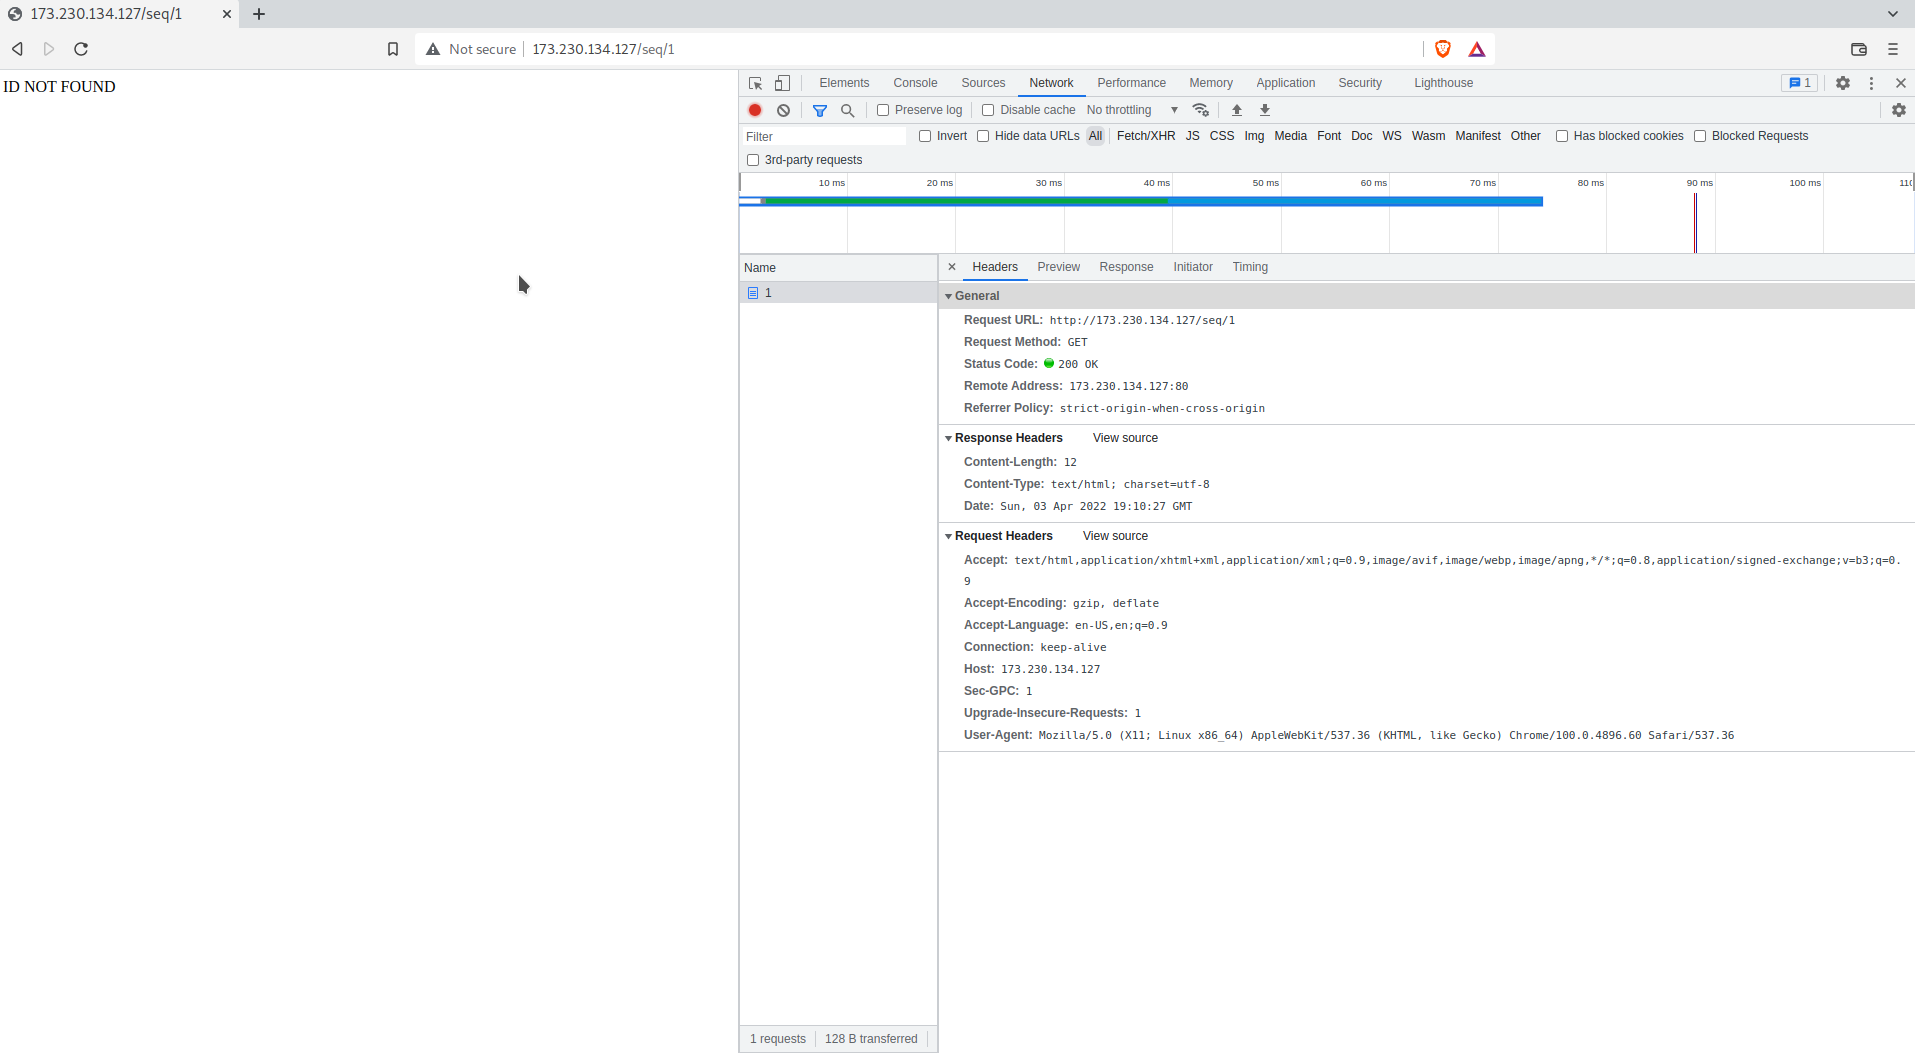 173.230.134.127/seq/1
Not secure 173.230.134.127/seq/1
ID NOT FOUND
Elements Console Sources Network Performance Memory Application Security Lighthouse 1
Preserve log Disable cache No throttling
Filter Invert Hide data URLs All Fetch/XHR JS CSS Img Media Font Doc WS Wasm Manifest Other Has blocked cookies Blocked Requests
3rd-party requests
10 ms 20 ms 30 ms 40 ms 50 ms 60 ms 70 ms 80 ms 90 ms 100 ms
Name
1
Headers Preview Response Initiator Timing
General
Request URL: http://173.230.134.127/seq/1
Request Method: GET
Status Code: 200 OK
Remote Address: 173.230.134.127:80
Referrer Policy: strict-origin-when-cross-origin
Response Headers View source
Content-Length: 12
Content-Type: text/html; charset=utf-8
Date: Sun, 03 Apr 2022 19:10:27 GMT
Request Headers View source
Accept: text/html,application/xhtml+xml,application/xml;q=0.9,image/avif,image/webp,image/apng,*/*;q=0.8,application/signed-exchange;v=b3;q=0.
9
Accept-Encoding: gzip, deflate
Accept-Language: en-US,en;q=0.9
Connection: keep-alive
Host: 173.230.134.127
Sec-GPC: 1
Upgrade-Insecure-Requests: 1
User-Agent: Mozilla/5.0 (X11; Linux x86_64) AppleWebKit/537.36 (KHTML, like Gecko) Chrome/100.0.4896.60 Safari/537.36
1 requests 128 B transferred